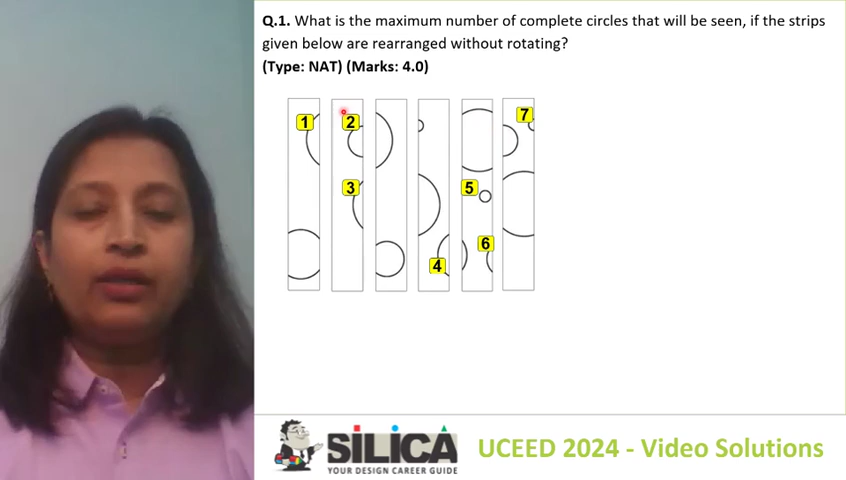 Q.1. What is the maximum number of complete circles that will be seen, if the strips
given below are rearranged without rotating?
(Type: NAT) (Marks: 4.0)
1
2
7
3
5
6
4
SILICA
YOUR DESIGN CAREER GUIDE
UCEED 2024 - Video Solutions